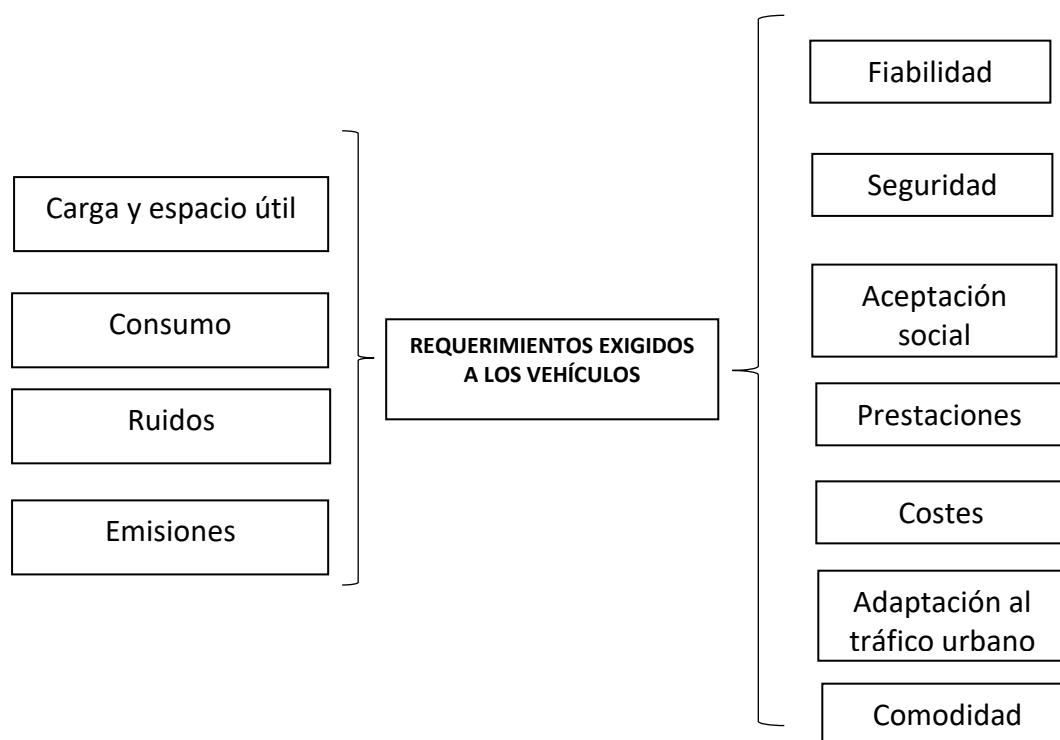 Carga y espacio útil
Consumo
Ruidos
Emisiones
REQUERIMIENTOS EXIGIDOS
A LOS VEHÍCULOS
Fiabilidad
Seguridad
Aceptación
social
Prestaciones
Costes
Adaptación al
tráfico urbano
Comodidad